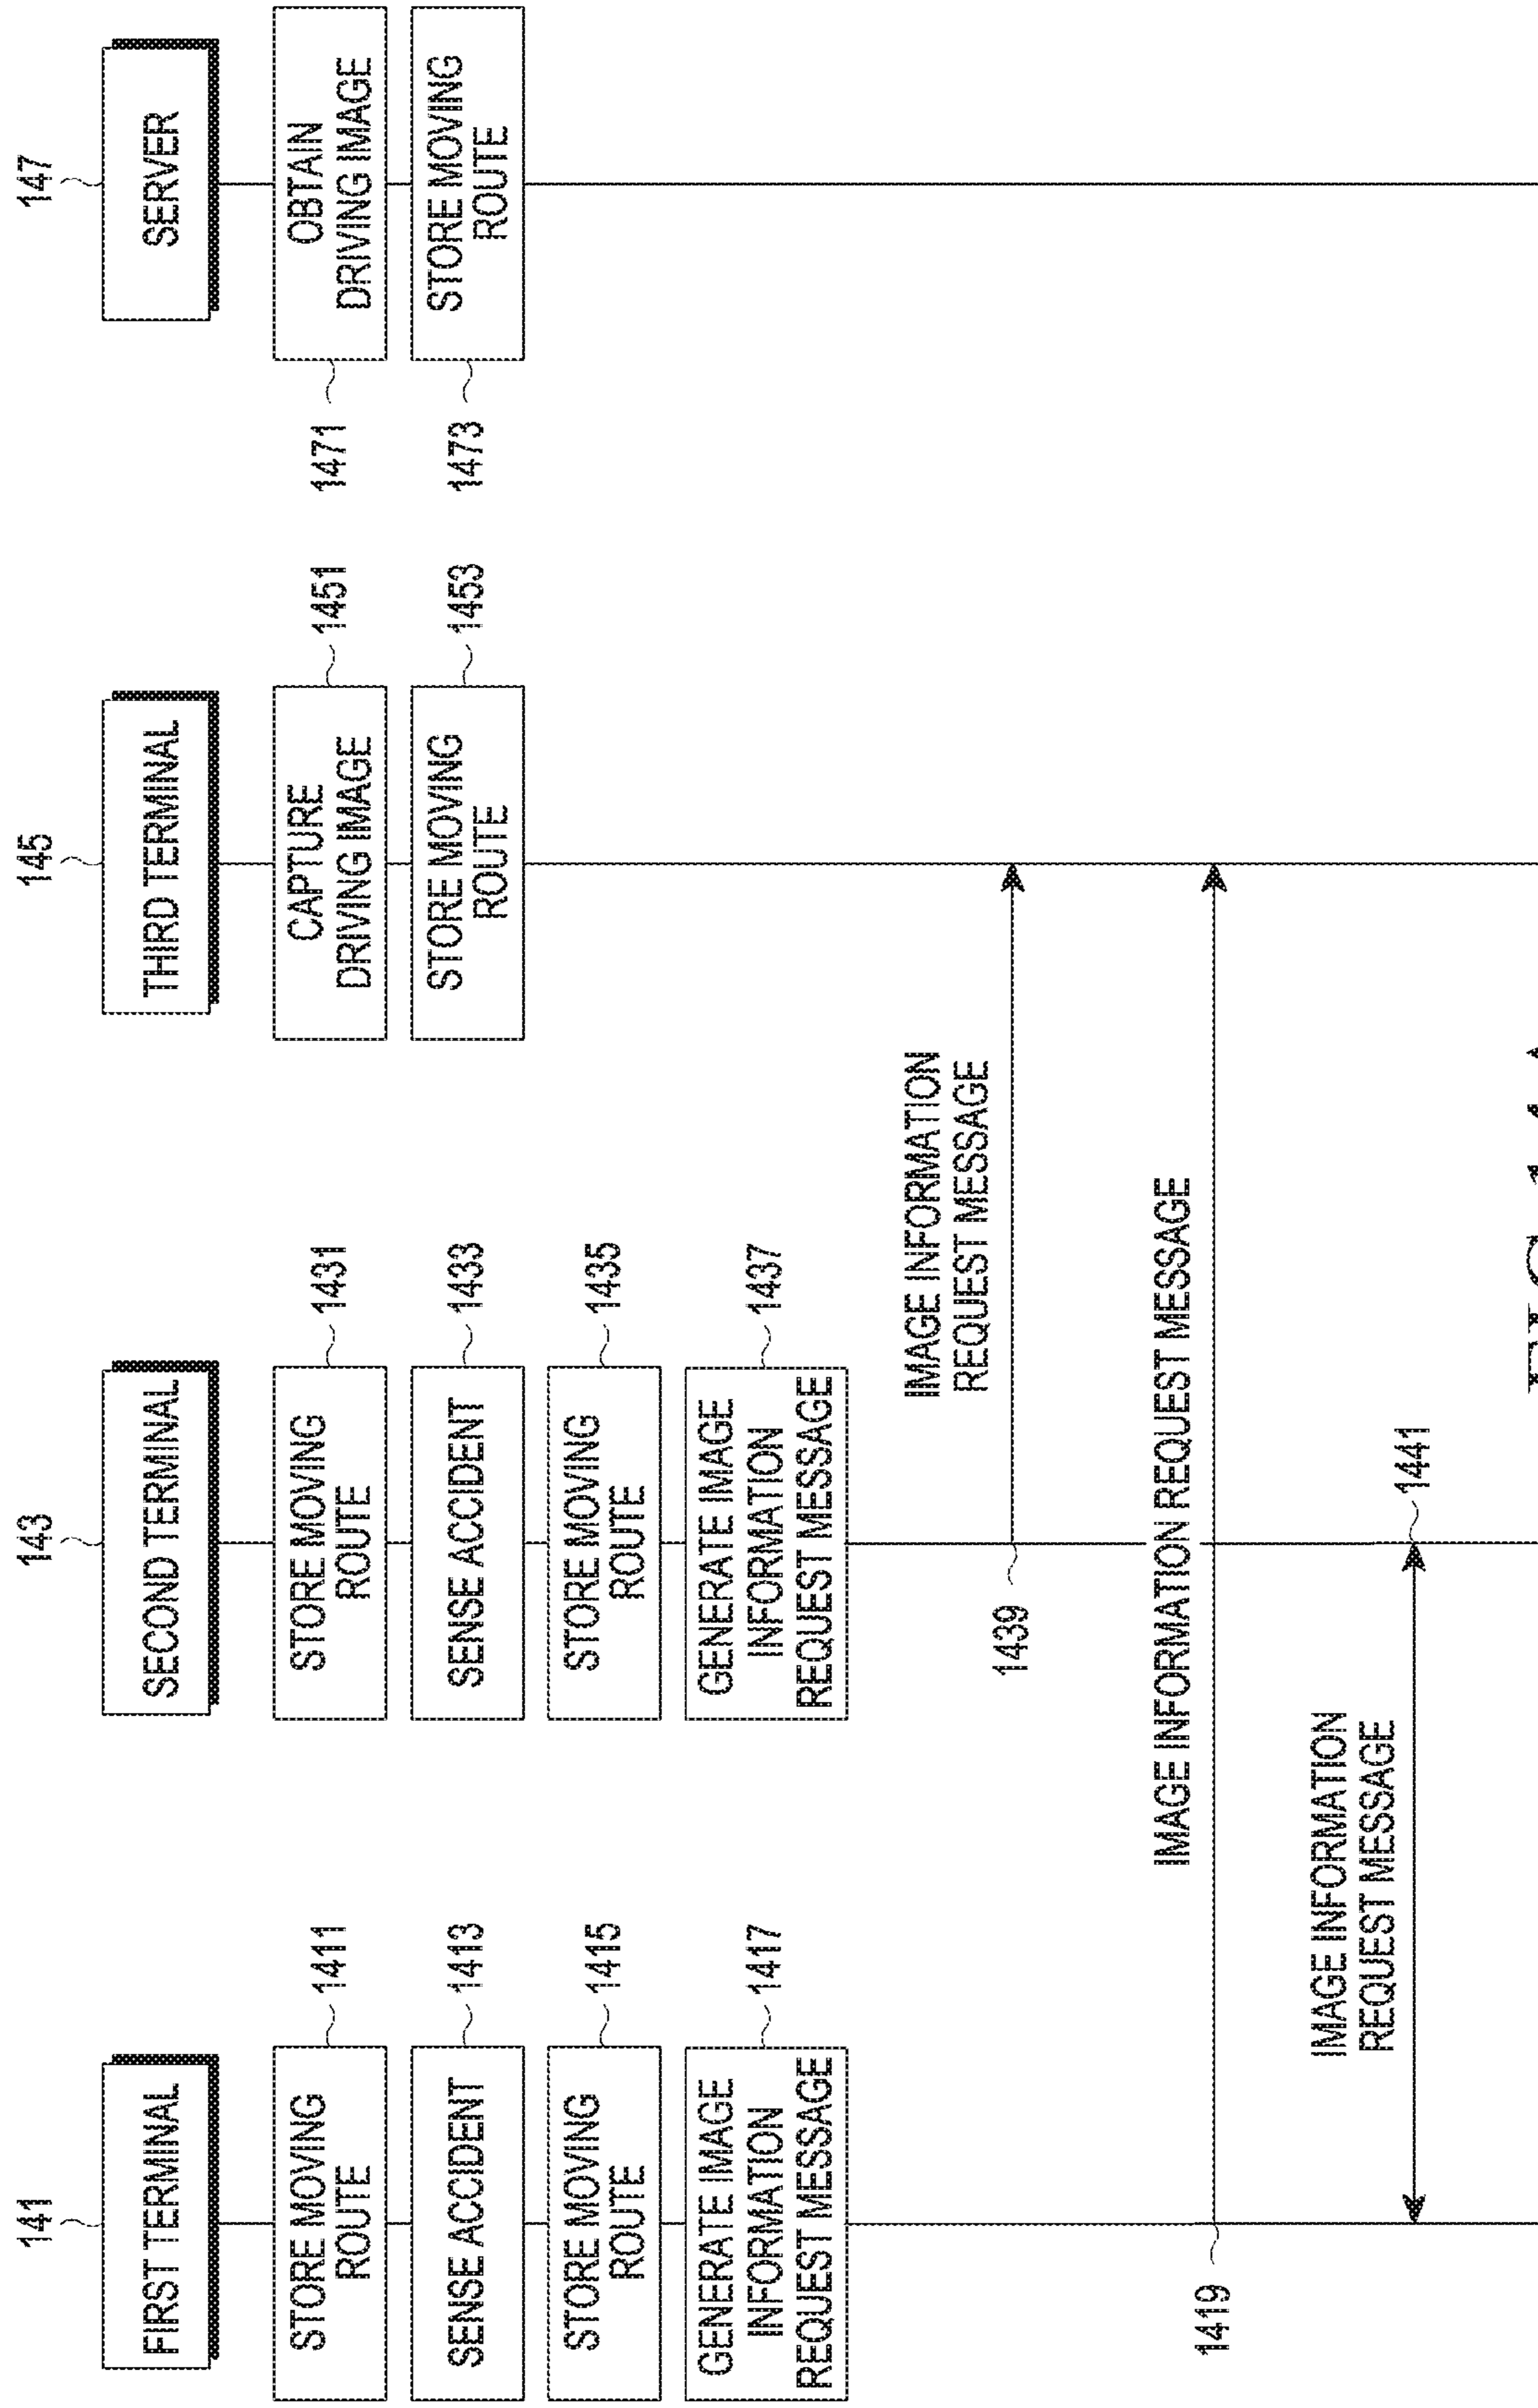 141
FIRST TERMINAL
143
SECOND TERMINAL
145
THIRD TERMINAL
147
SERVER
STORE MOVING
ROUTE
1411
STORE MOVING
ROUTE
1431
CAPTURE
DRIVING IMAGE
1451
1471
OBTAIN
DRIVING IMAGE
SENSE ACCIDENT
1413
SENSE ACCIDENT
1433
STORE MOVING
ROUTE
1453
1473
STORE MOVING
ROUTE
STORE MOVING
ROUTE
1415
STORE MOVING
ROUTE
1435
GENERATE IMAGE
INFORMATION
REQUEST MESSAGE
1417
GENERATE IMAGE
INFORMATION
REQUEST MESSAGE
1437
IMAGE INFORMATION
REQUEST MESSAGE
1439
IMAGE INFORMATION REQUEST MESSAGE
1419
IMAGE INFORMATION
REQUEST MESSAGE
1441